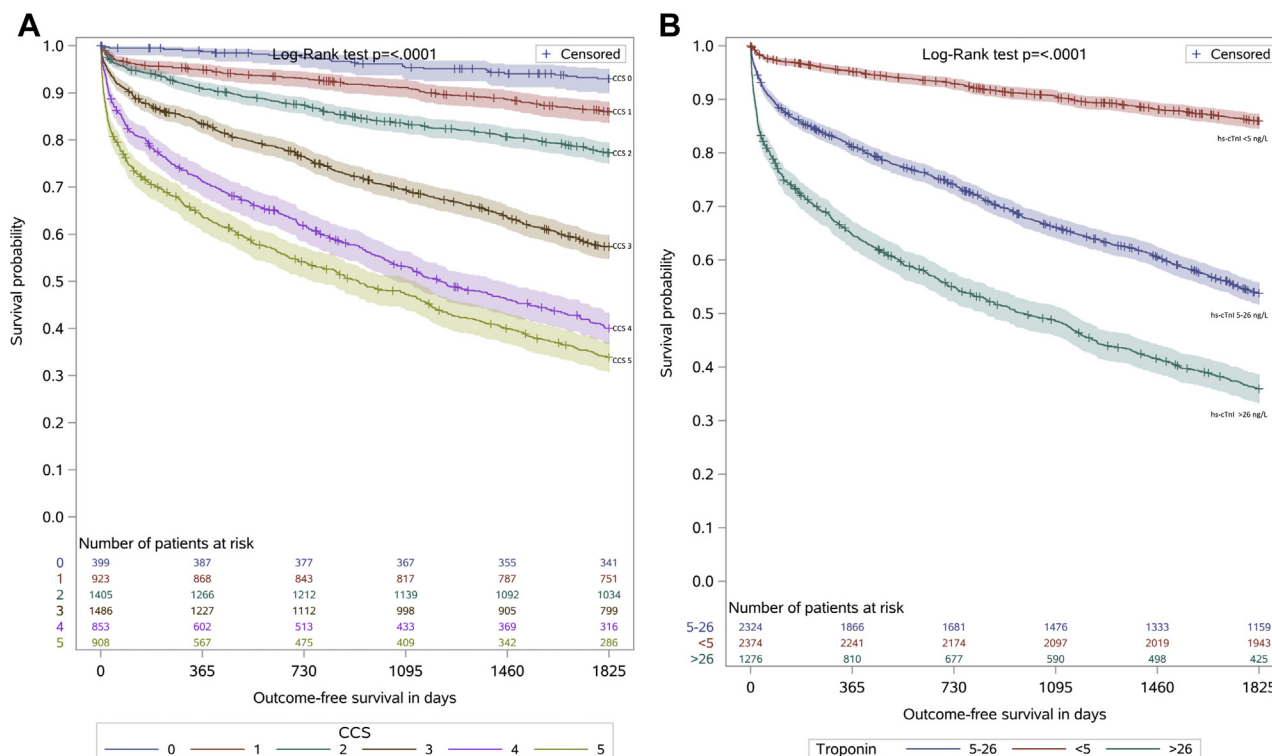 A
Log-Rank test p=<.0001
+ Censored
Survival probability
1.0
0.9
0.8
0.7
0.6
0.5
0.4
0.3
0.2
0.1
0.0
CCS 0
CCS 1
CCS 2
CCS 3
CCS 4
CCS 5
Number of patients at risk
0 399 387 377 367 355 341
1 923 868 843 817 787 751
2 1405 1266 1212 1139 1092 1034
3 1486 1227 1112 998 905 799
4 853 602 513 433 369 316
5 908 567 475 409 342 286
0 365 730 1095 1460 1825
Outcome-free survival in days
CCS
0 1 2 3 4 5
B
Log-Rank test p=<.0001
+ Censored
Survival probability
1.0
0.9
0.8
0.7
0.6
0.5
0.4
0.3
0.2
0.1
0.0
hs-cTnI <5 ng/L
hs-cTnI 5-26 ng/L
hs-cTnI >26 ng/L
Number of patients at risk
5-26 2324 1866 1681 1476 1333 1159
<5 2374 2241 2174 2097 2019 1943
>26 1276 810 677 590 498 425
0 365 730 1095 1460 1825
Outcome-free survival in days
Troponin 5-26 <5 >26